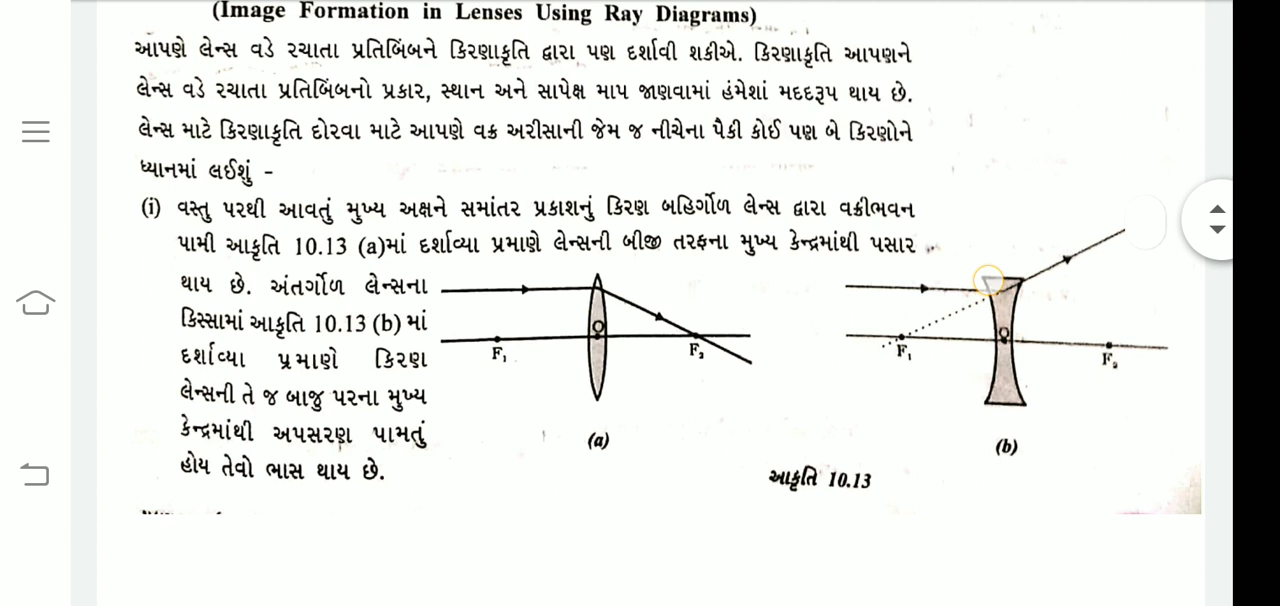 (Image Formation in Lenses Using Ray Diagrams)
આપણે લેન્સ વડે રચાતા પ્રતિબિંબને કિરણાકૃતિ દ્વારા પણ દર્શાવી શકીએ. કિરણાકૃતિ આપણને
લેન્સ વડે રચાતા પ્રતિબિંબનો પ્રકાર, સ્થાન અને સાપેક્ષ માપ જાણવામાં હંમેશાં મદદરૂપ થાય છે.
લેન્સ માટે કિરણાકૃતિ દોરવા માટે આપણે વક્ર અરીસાની જેમ જ નીચેના પૈકી કોઈ પણ બે કિરણોને
ધ્યાનમાં લઈશું -
(i) વસ્તુ પરથી આવતું મુખ્ય અક્ષને સમાંતર પ્રકાશનું કિરણ બહિર્ગોળ લેન્સ દ્વારા વક્રીભવન
પામી આકૃતિ 10.13 (a)માં દર્શાવ્યા પ્રમાણે લેન્સની બીજી તરફના મુખ્ય કેન્દ્રમાંથી પસાર
થાય છે. અંતર્ગોળ લેન્સના
કિસ્સામાં આકૃતિ 10.13 (b) માં
દર્શાવ્યા પ્રમાણે કિરણ
લેન્સની તે જ બાજુ પરના મુખ્ય
કેન્દ્રમાંથી અપસરણ પામતું
હોય તેવો ભાસ થાય છે.
O
F₁
F₂
(a)
O
F₁
F₂
(b)
આકૃતિ 10.13